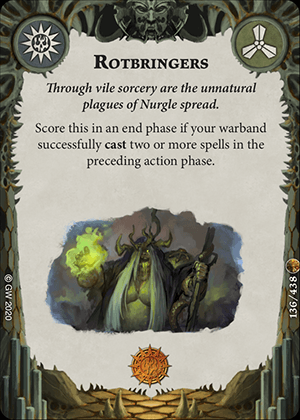 ROTBRINGERS
Through vile sorcery are the unnatural
plagues of Nurgle spread.
Score this in an end phase if your warband
successfully cast two or more spells in the
preceding action phase.
© GW 2020
136/438